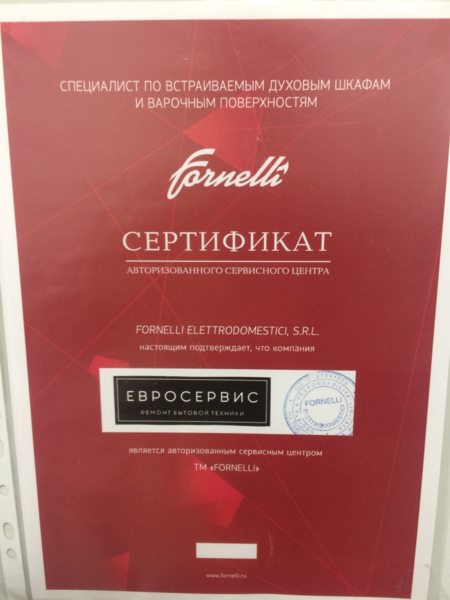 СПЕЦИАЛИСТ ПО ВСТРАИВАЕМЫМ ДУХОВЫМ ШКАФАМ
И ВАРОЧНЫМ ПОВЕРХНОСТЯМ
Fornelli
СЕРТИФИКАТ
АВТОРИЗОВАННОГО СЕРВИСНОГО ЦЕНТРА
FORNELLI ELETTRODOMESTICI, S.R.L.
настоящим подтверждает, что компания
ЕВРОСЕРВИС
РЕМОНТ БЫТОВОЙ ТЕХНИКИ
FORNELLI
является авторизованным сервисным центром
ТМ «FORNELLI»
www.fornelli.ru